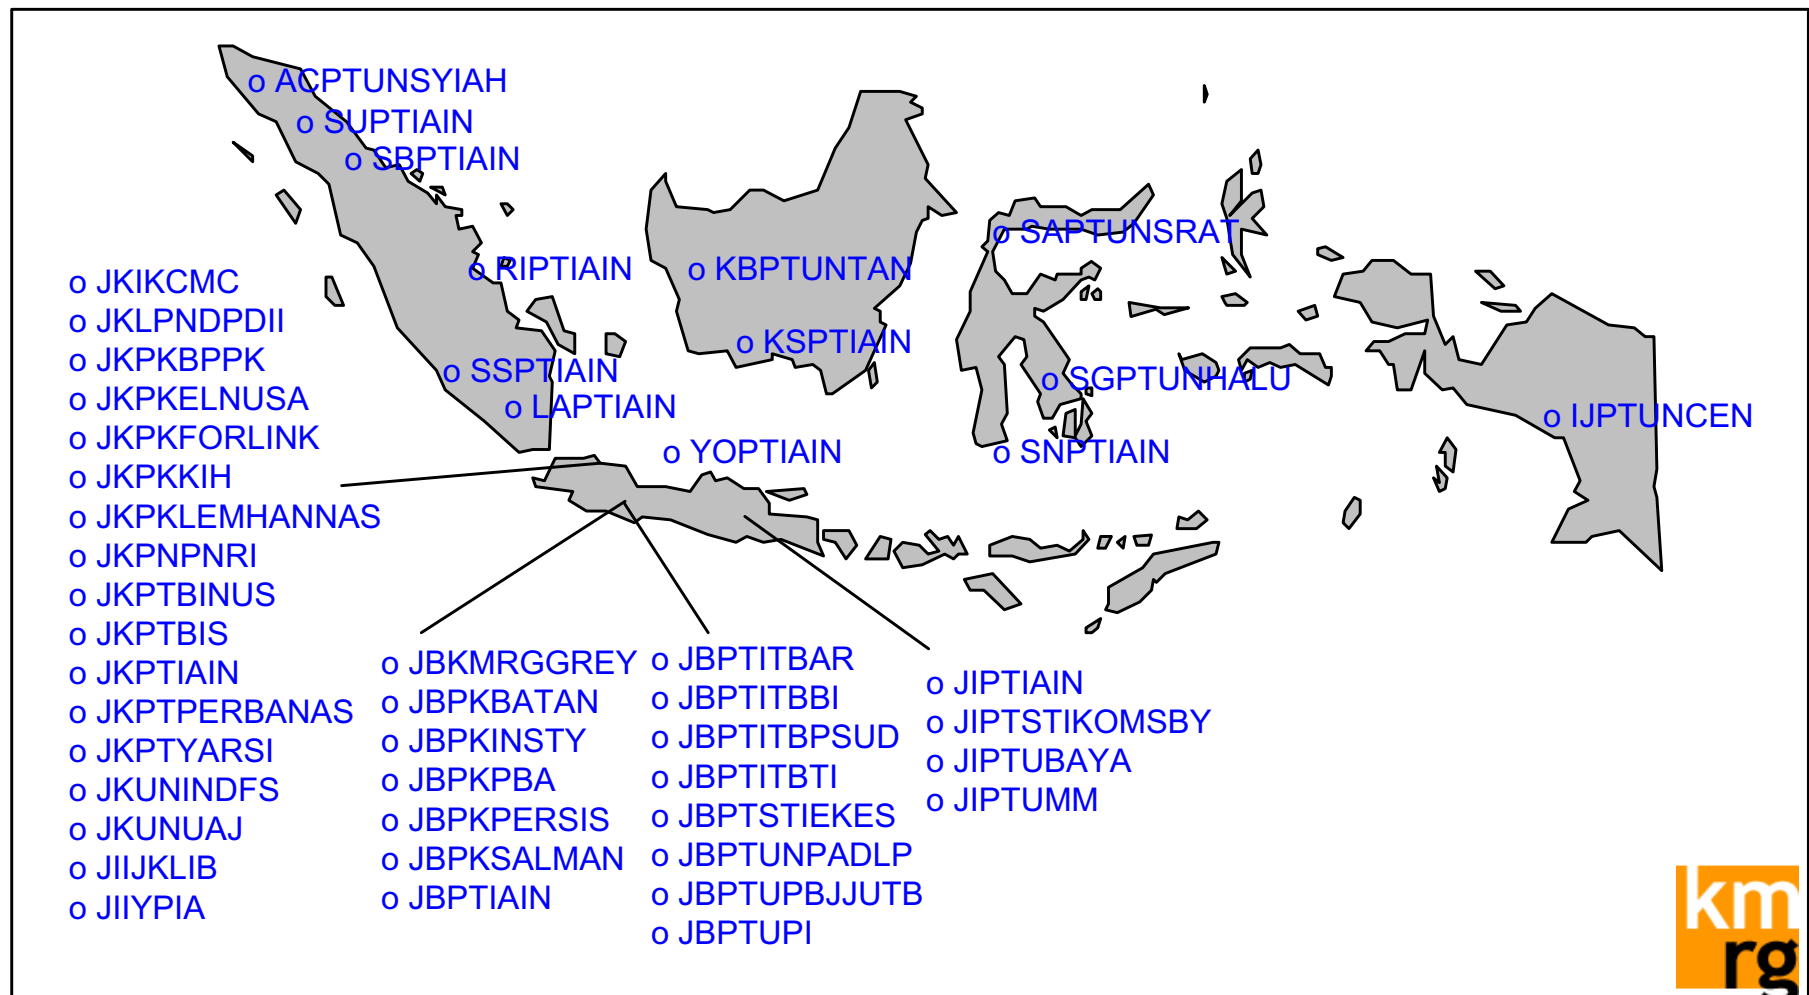 o ACPTUNSYIAH
o SUPTIAIN
o SBPTIAIN
o RIPTIAIN
o SSPTIAIN
o LAPTIAIN
o KBPTUNTAN
o KSPTIAIN
o YOPTIAIN
o SAPTUNSRAT
o SGPTUNHALU
o SNPTIAIN
o IJPTUNCEN
o JKIKCMC
o JKLPNDPDII
o JKPKBPPK
o JKPKELNUSA
o JKPKFORLINK
o JKPKKIH
o JKPKLEMHANNAS
o JKPNPNRI
o JKPTBINUS
o JKPTBIS
o JKPTIAIN
o JKPTPERBANAS
o JKPTYARSI
o JKUNINDFS
o JKUNUAJ
o JIIJKLIB
o JIIYPIA
o JBKMRGGREY
o JBPKBATAN
o JBPKINSTY
o JBPKPBA
o JBPKPERSIS
o JBPKSALMAN
o JBPTIAIN
o JBPTITBAR
o JBPTITBBI
o JBPTITBPSUD
o JBPTITBTI
o JBPTSTIEKES
o JBPTUNPADLP
o JBPTUPBJJUTB
o JBPTUPI
o JIPTIAIN
o JIPTSTIKOMSBY
o JIPTUBAYA
o JIPTUMM
km
rg